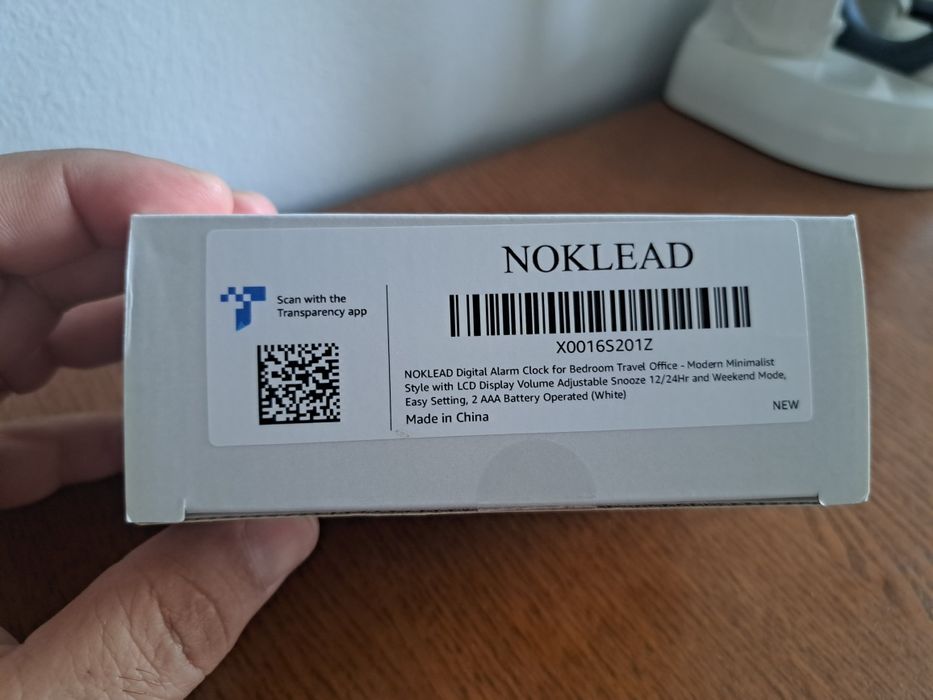 Scan with the
Transparency app
NOKLEAD
X0016S201Z
NOKLEAD Digital Alarm Clock for Bedroom Travel Office - Modern Minimalist
Style with LCD Display Volume Adjustable Snooze 12/24Hr and Weekend Mode,
Easy Setting, 2 AAA Battery Operated (White)
NEW
Made in China